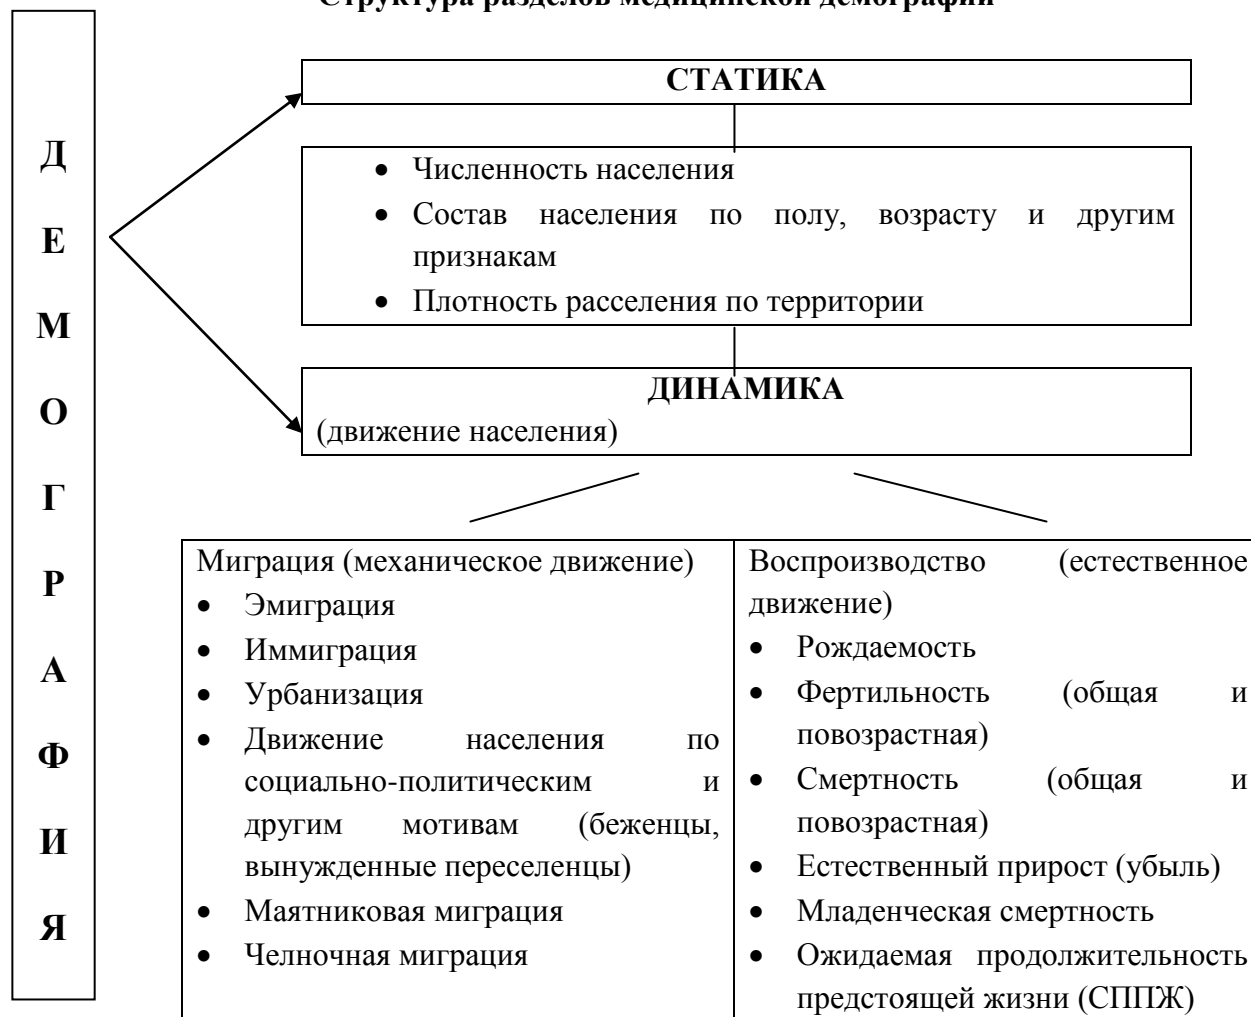 Структура разделов медицинской демографии
ДЕМОГРАФИЯ
СТАТИКА
• Численность населения
• Состав населения по полу, возрасту и другим
признакам
• Плотность расселения по территории
ДИНАМИКА
(движение населения)
Миграция (механическое движение)
• Эмиграция
• Иммиграция
• Урбанизация
• Движение населения по
социально-политическим и
другим мотивам (беженцы,
вынужденные переселенцы)
• Маятниковая миграция
• Челночная миграция
Воспроизводство (естественное
движение)
• Рождаемость
• Фертильность (общая и
повозрастная)
• Смертность (общая и
повозрастная)
• Естественный прирост (убыль)
• Младенческая смертность
• Ожидаемая продолжительность
предстоящей жизни (СППЖ)